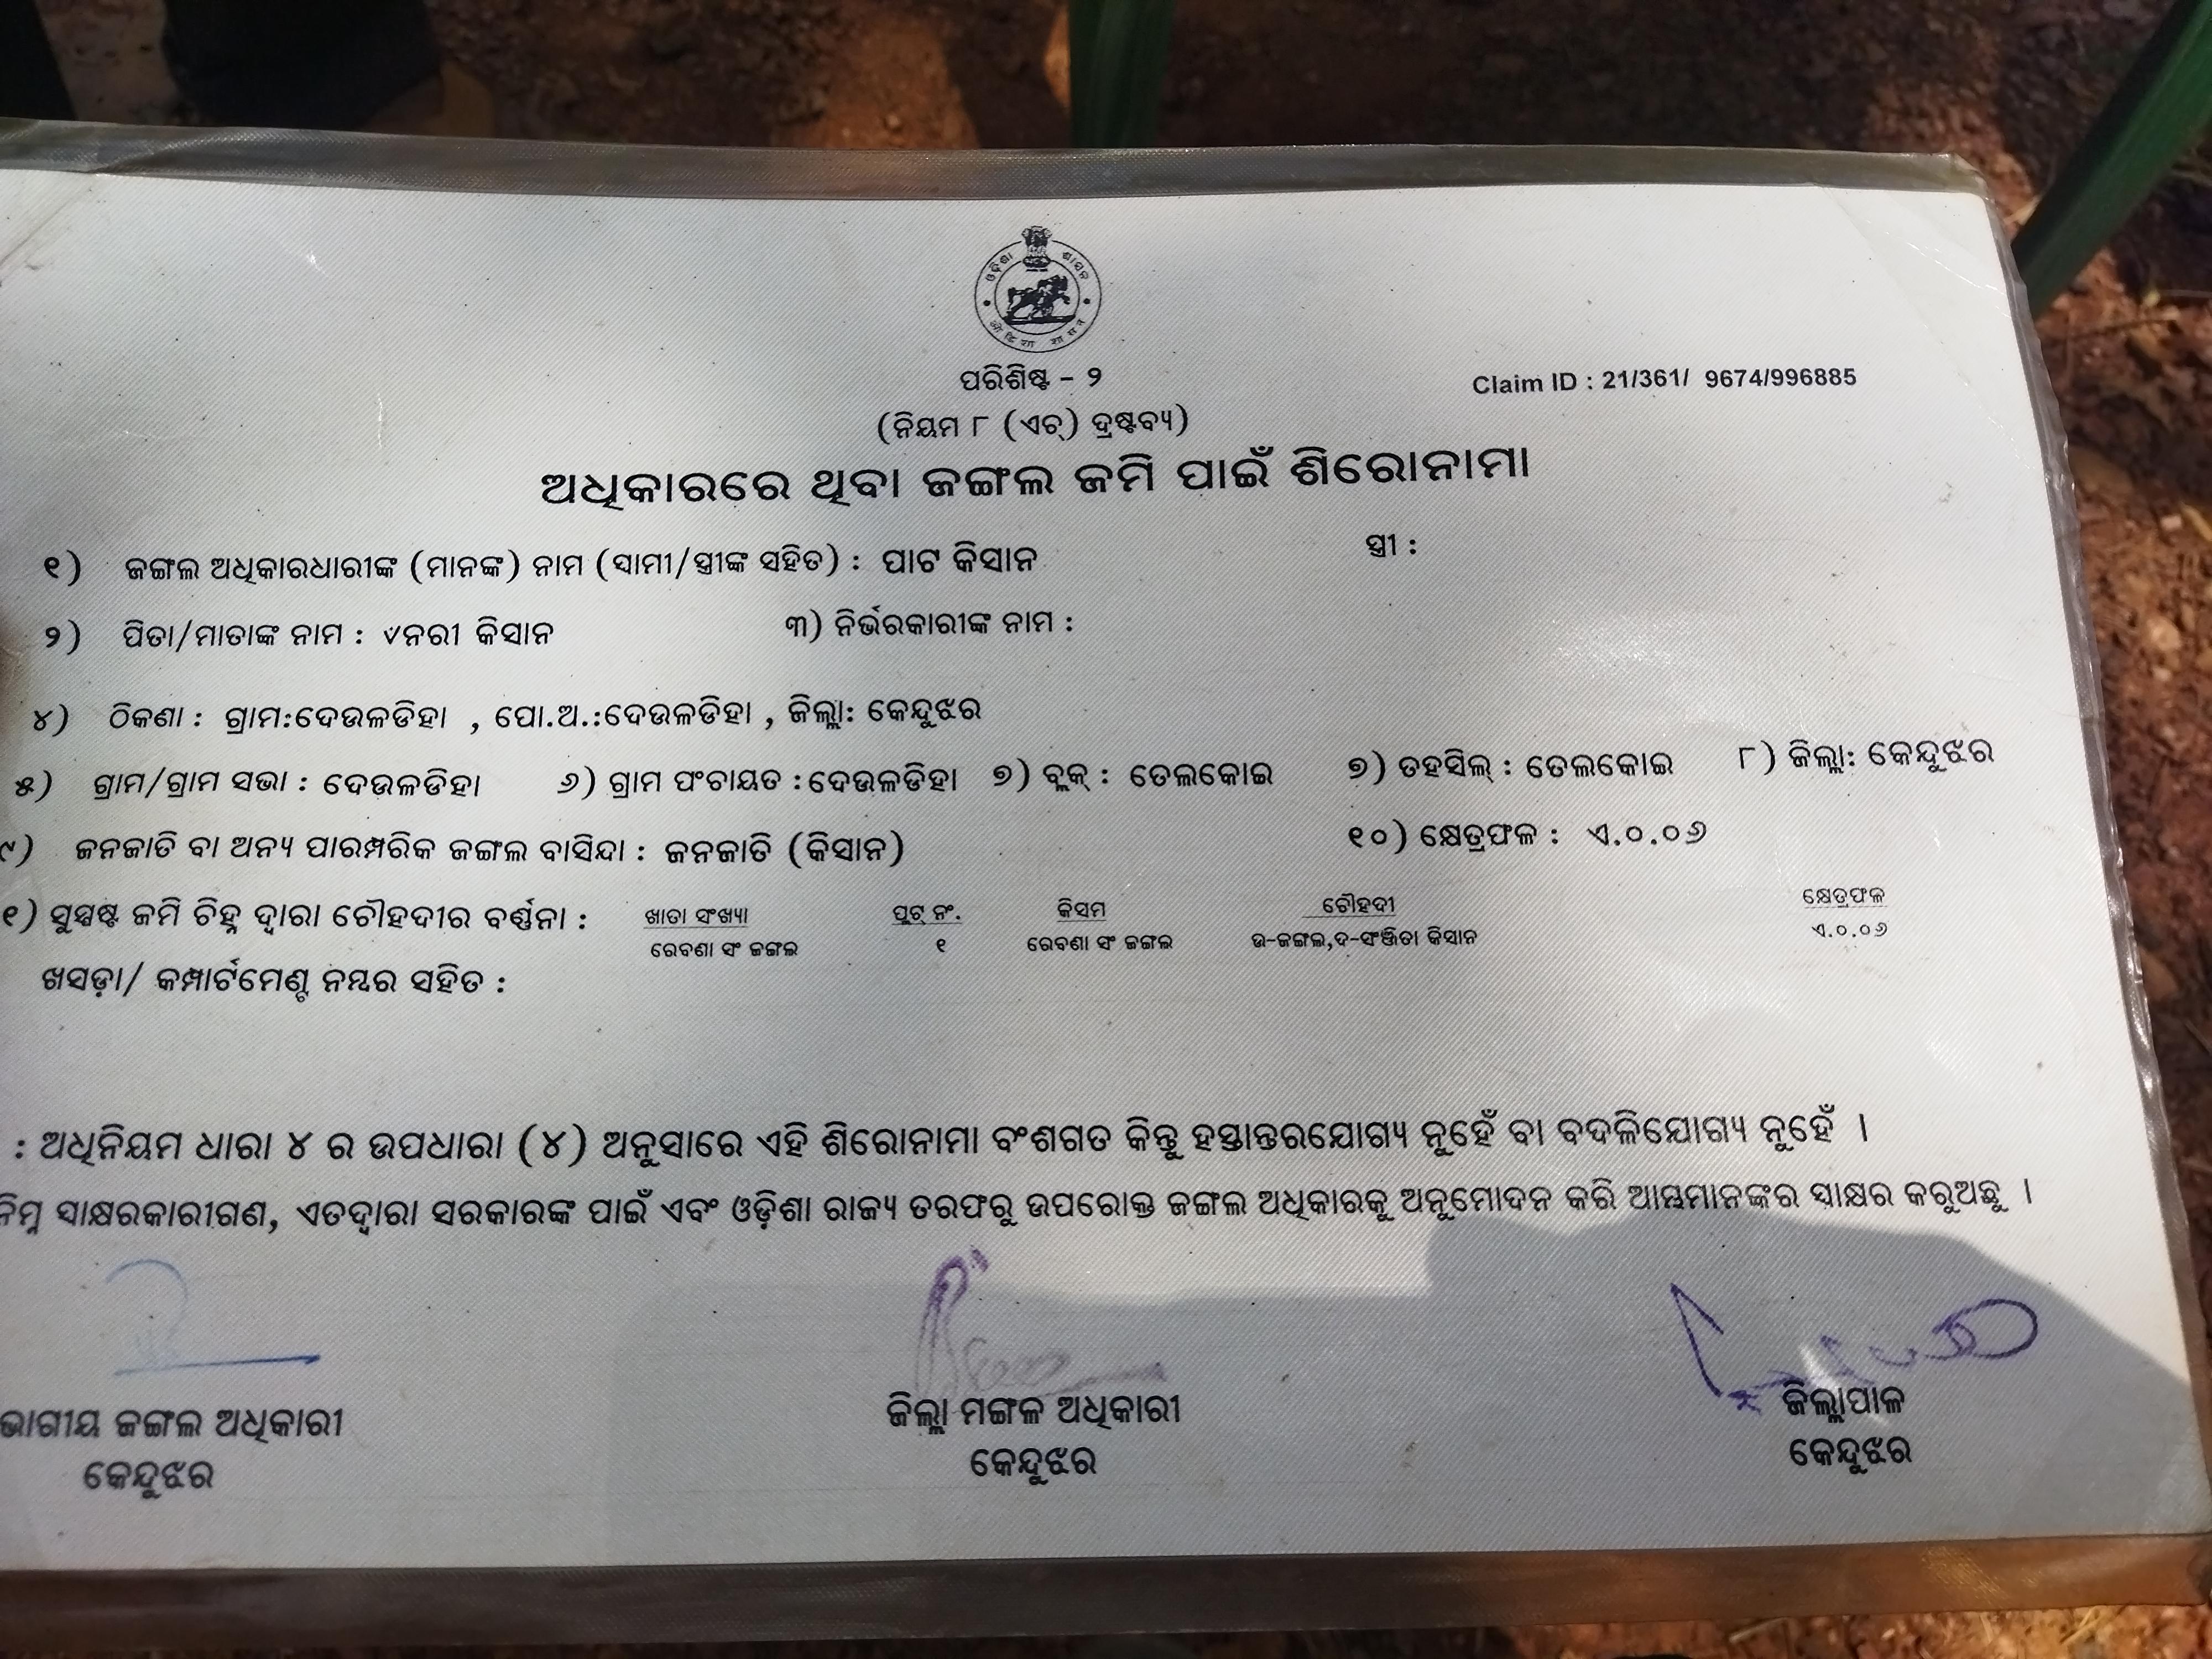 ଓଡ଼ିଶା ଶାସନ
ओडिशा शासन
ପରିଶିଷ୍ଟ - ୨
Claim ID : 21/361/ 9674/996885
(ନିୟମ ୮ (ଏଚ୍) ଦ୍ରଷ୍ଟବ୍ୟ)
ଅଧିକାରରେ ଥିବା ଜଙ୍ଗଲ ଜମି ପାଇଁ ଶିରୋନାମା
୧) ଜଙ୍ଗଲ ଅଧିକାରଧାରୀଙ୍କ (ମାନଙ୍କ) ନାମ (ସାମୀ/ସ୍ତ୍ରୀଙ୍କ ସହିତ) : ପାଟ କିସାନ ସ୍ତ୍ରୀ :
୨) ପିତା/ମାତାଙ୍କ ନାମ : ୰ନରୀ କିସାନ ୩) ନିର୍ଭରକାରୀଙ୍କ ନାମ :
୪) ଠିକଣା : ଗ୍ରାମ:ଦେଉଳଡିହା , ପୋ.ଅ.:ଦେଉଳଡିହା , ଜିଲ୍ଲା: କେନ୍ଦୁଝର
୫) ଗ୍ରାମ/ଗ୍ରାମ ସଭା : ଦେଉଳଡିହା ୬) ଗ୍ରାମ ପଂଚାୟତ : ଦେଉଳଡିହା ୭) ବ୍ଲକ୍ : ତେଲକୋଇ ୭) ତହସିଲ୍ : ତେଲକୋଇ ୮) ଜିଲ୍ଲା: କେନ୍ଦୁଝର
୯) ଜନଜାତି ବା ଅନ୍ୟ ପାରମ୍ପରିକ ଜଙ୍ଗଲ ବାସିନ୍ଦା : ଜନଜାତି (କିସାନ) ୧୦) କ୍ଷେତ୍ରଫଳ : ଏ.୦.୦୬
୧) ସୁସ୍ପଷ୍ଟ ଜମି ଚିହ୍ନ ଦ୍ୱାରା ଚୌହଦୀର ବର୍ଣ୍ଣନା : ଖାତା ସଂଖ୍ୟା ପ୍ଲଟ୍ ନଂ. କିସମ ଚୌହଦୀ କ୍ଷେତ୍ରଫଳ
ରେବଣା ସଂ ଜଙ୍ଗଲ ୧ ରେବଣା ସଂ ଜଙ୍ଗଲ ଉ-ଜଙ୍ଗଲ,ଦ-ସଂଞ୍ଜିତା କିସାନ ଏ.୦.୦୬
ଖସଡ଼ା/ କମ୍ପାର୍ଟମେଣ୍ଟ ନମ୍ବର ସହିତ :
: ଅଧିନିୟମ ଧାରା ୪ ର ଉପଧାରା (୪) ଅନୁସାରେ ଏହି ଶିରୋନାମା ବଂଶଗତ କିନ୍ତୁ ହସ୍ତାନ୍ତରଯୋଗ୍ୟ ନୁହେଁ ବା ବଦଳିଯୋଗ୍ୟ ନୁହେଁ ।
ନିମ୍ନ ସାକ୍ଷରକାରୀଗଣ, ଏତଦ୍ୱାରା ସରକାରଙ୍କ ପାଇଁ ଏବଂ ଓଡ଼ିଶା ରାଜ୍ୟ ତରଫରୁ ଉପରୋକ୍ତ ଜଙ୍ଗଲ ଅଧିକାରକୁ ଅନୁମୋଦନ କରି ଆମ୍ଭମାନଙ୍କର ସ୍ୱାକ୍ଷର କରୁଅଛୁ ।
ଭାଗୀୟ ଜଙ୍ଗଲ ଅଧିକାରୀ ଜିଲ୍ଲା ମଙ୍ଗଳ ଅଧିକାରୀ ଜିଲ୍ଲାପାଳ
କେନ୍ଦୁଝର କେନ୍ଦୁଝର କେନ୍ଦୁଝର